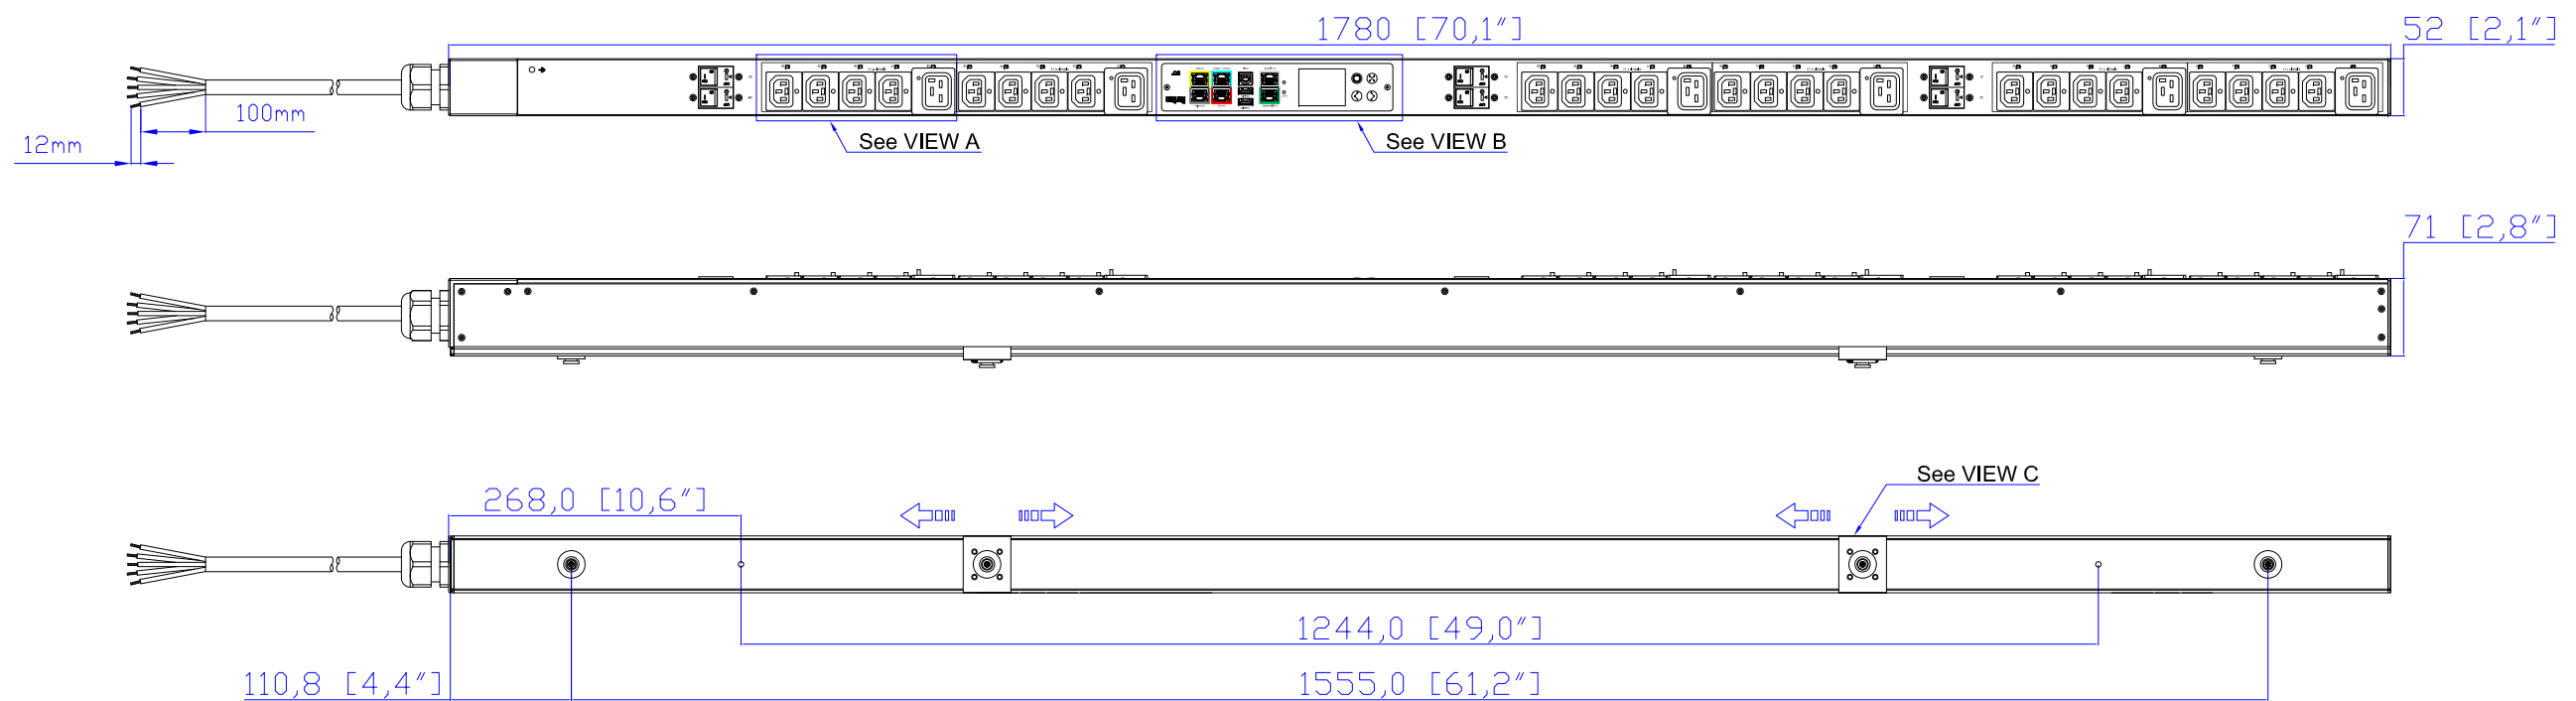 1780 [70,1"]
52 [2,1"]
100mm
12mm
See VIEW A
See VIEW B
71 [2,8"]
See VIEW C
268,0 [10,6"]
1244,0 [49,0"]
110,8 [4,4"]
1555,0 [61,2"]